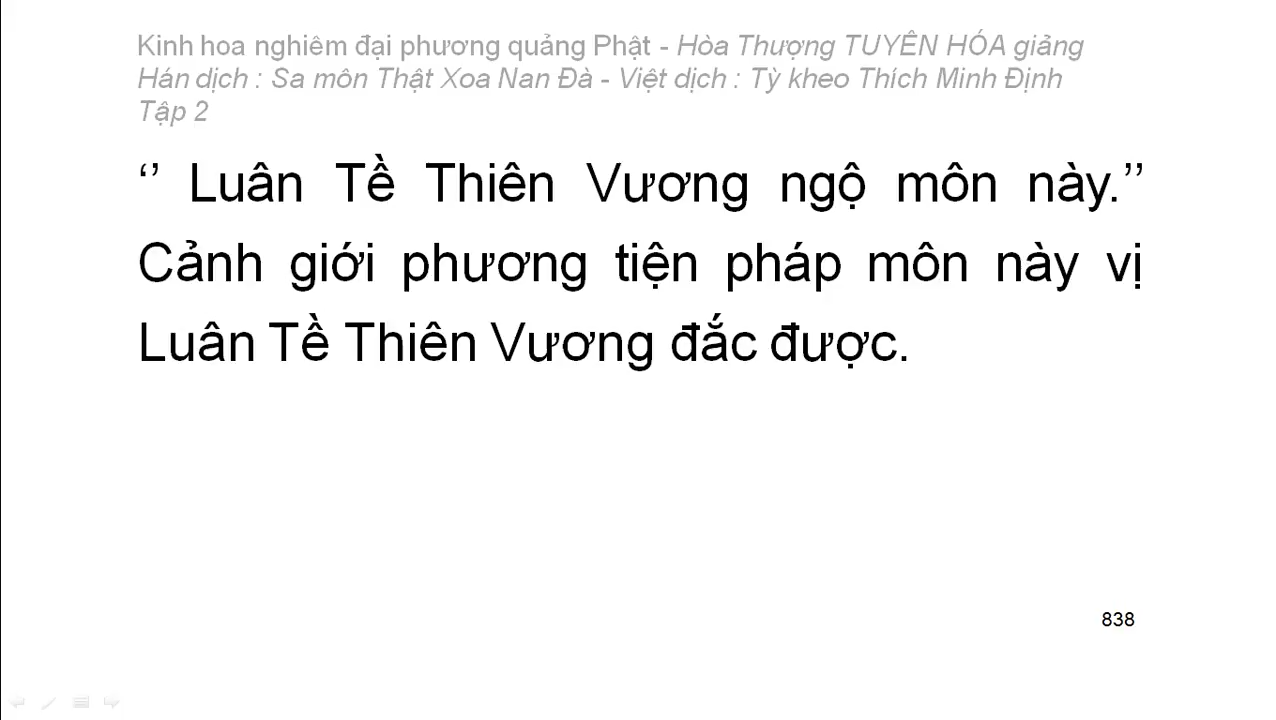 Kinh hoa nghiêm đại phương quảng Phật - Hòa Thượng TUYÊN HÓA giảng
Hán dịch : Sa môn Thật Xoa Nan Đà - Việt dịch : Tỳ kheo Thích Minh Định
Tập 2
‘’ Luân Tề Thiên Vương ngộ môn này.’’
Cảnh giới phương tiện pháp môn này vị
Luân Tề Thiên Vương đắc được.
838